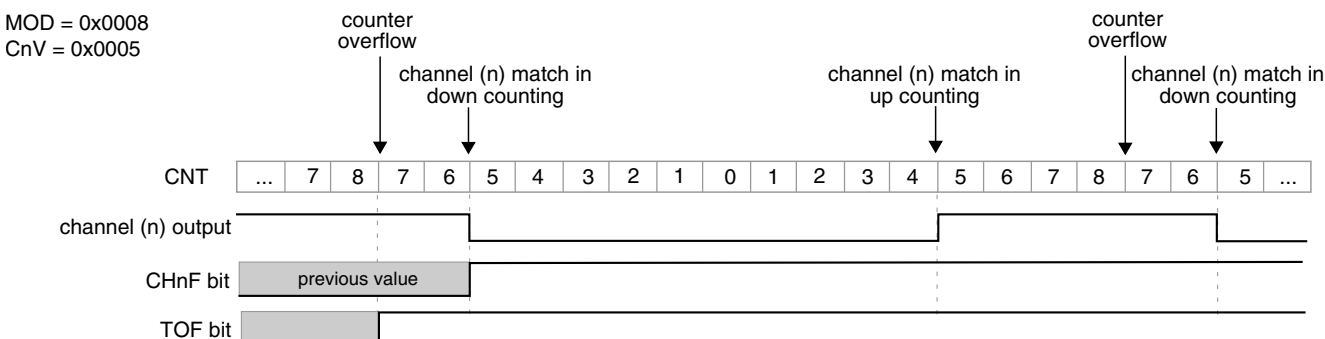 MOD = 0x0008
CnV = 0x0005
counter
overflow
channel (n) match in
down counting
channel (n) match in
up counting
counter
overflow
channel (n) match in
down counting
CNT ... 7 8 7 6 5 4 3 2 1 0 1 2 3 4 5 6 7 8 7 6 5 ...
channel (n) output
CHnF bit previous value
TOF bit